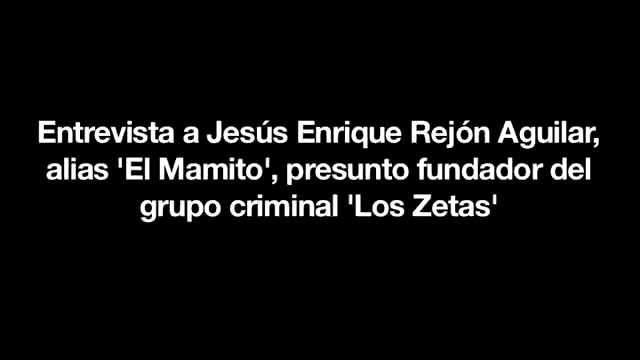 Entrevista a Jesús Enrique Rejón Aguilar,
alias 'El Mamito', presunto fundador del
grupo criminal 'Los Zetas'